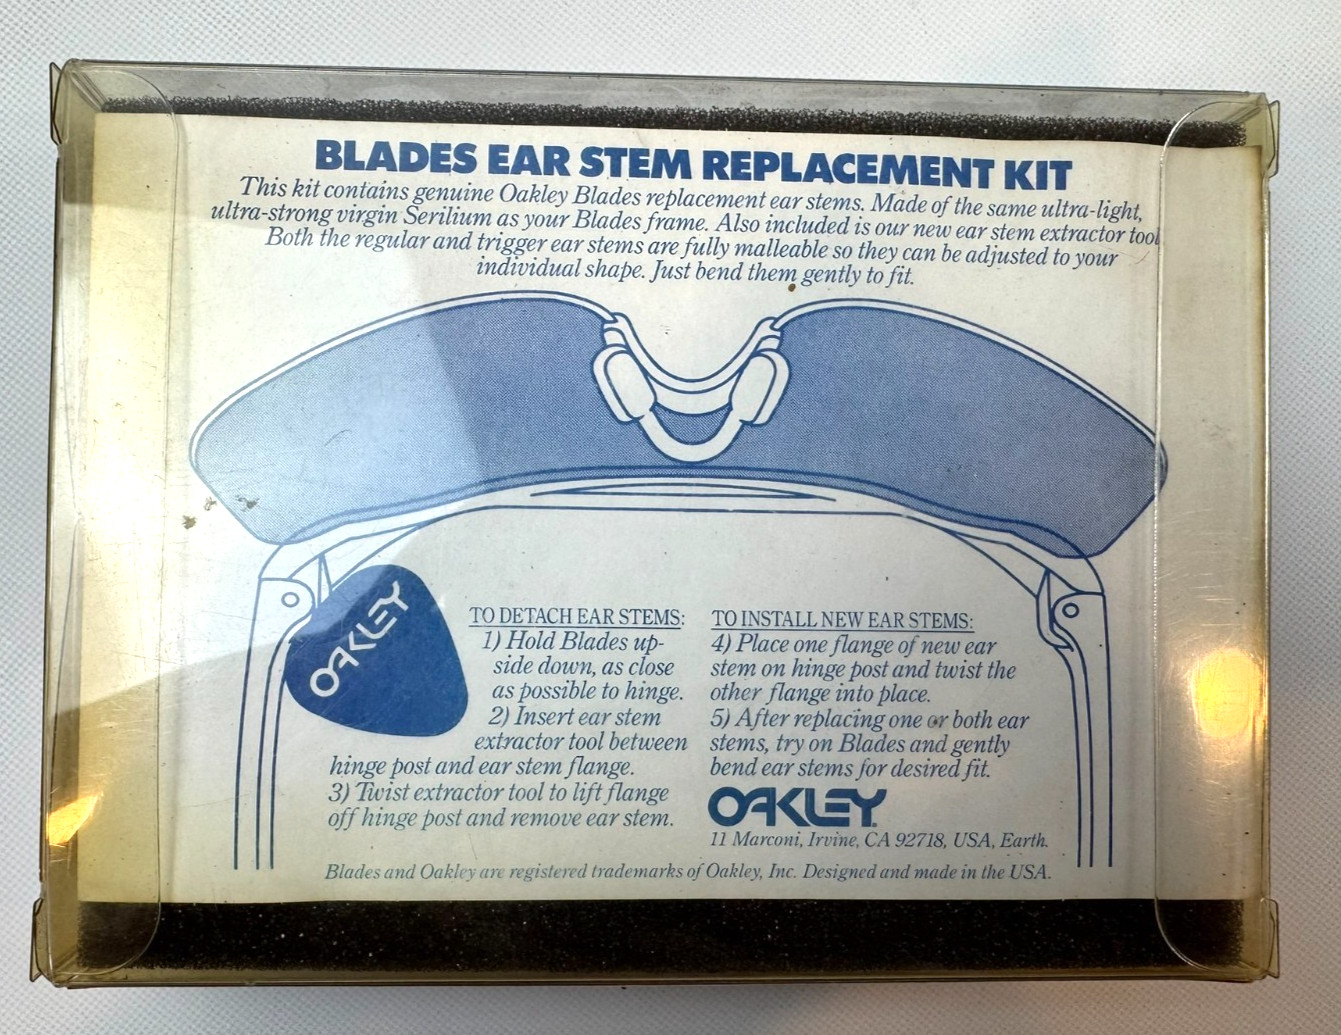 BLADES EAR STEM REPLACEMENT KIT
This kit contains genuine Oakley Blades replacement ear stems. Made of the same ultra-light,
ultra-strong virgin Serilium as your Blades frame. Also included is our new ear stem extractor tool
Both the regular and trigger ear stems are fully malleable so they can be adjusted to your
individual shape. Just bend them gently to fit.
OAKLEY
TO DETACH EAR STEMS:
1) Hold Blades up-
side down, as close
as possible to hinge.
2) Insert ear stem
extractor tool between
hinge post and ear stem flange.
3) Twist extractor tool to lift flange
off hinge post and remove ear stem.
TO INSTALL NEW EAR STEMS:
4) Place one flange of new ear
stem on hinge post and twist the
other flange into place.
5) After replacing one or both ear
stems, try on Blades and gently
bend ear stems for desired fit.
OAKLEY
11 Marconi, Irvine, CA 92718, USA, Earth.
Blades and Oakley are registered trademarks of Oakley, Inc. Designed and made in the USA.